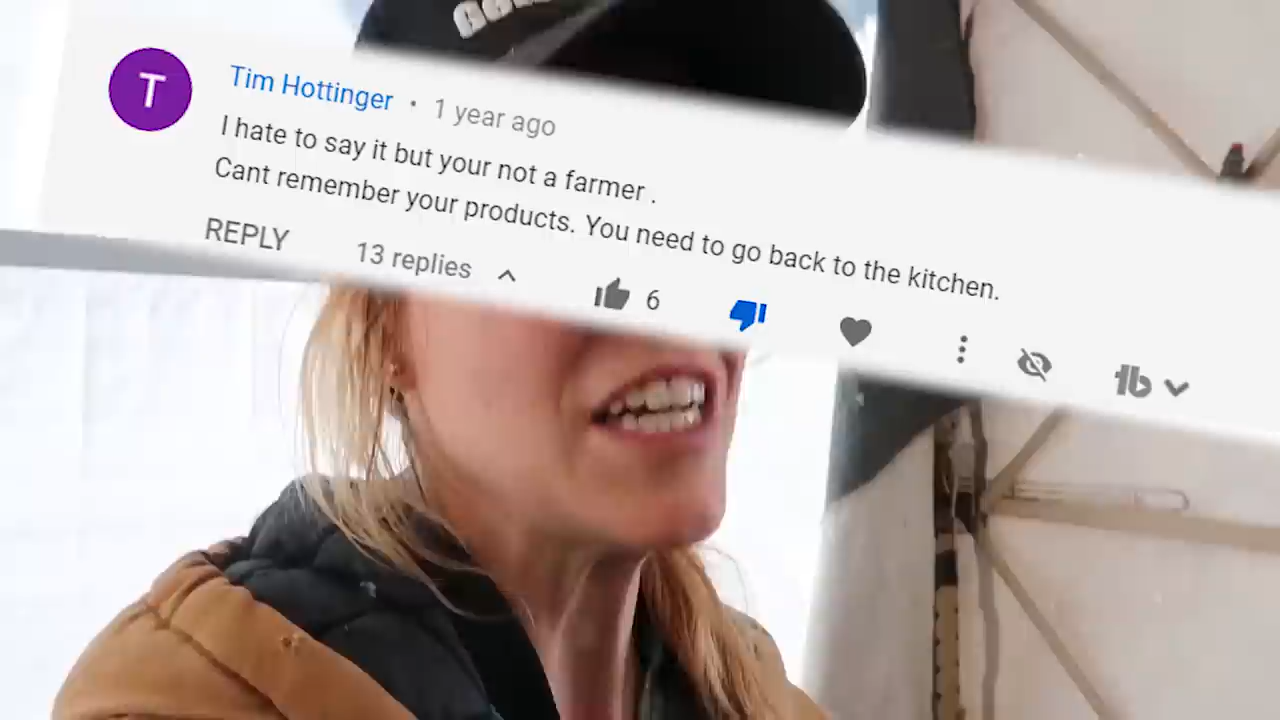 Tim Hottinger • 1 year ago
I hate to say it but your not a farmer .
Cant remember your products. You need to go back to the kitchen.
REPLY 13 replies 6
T